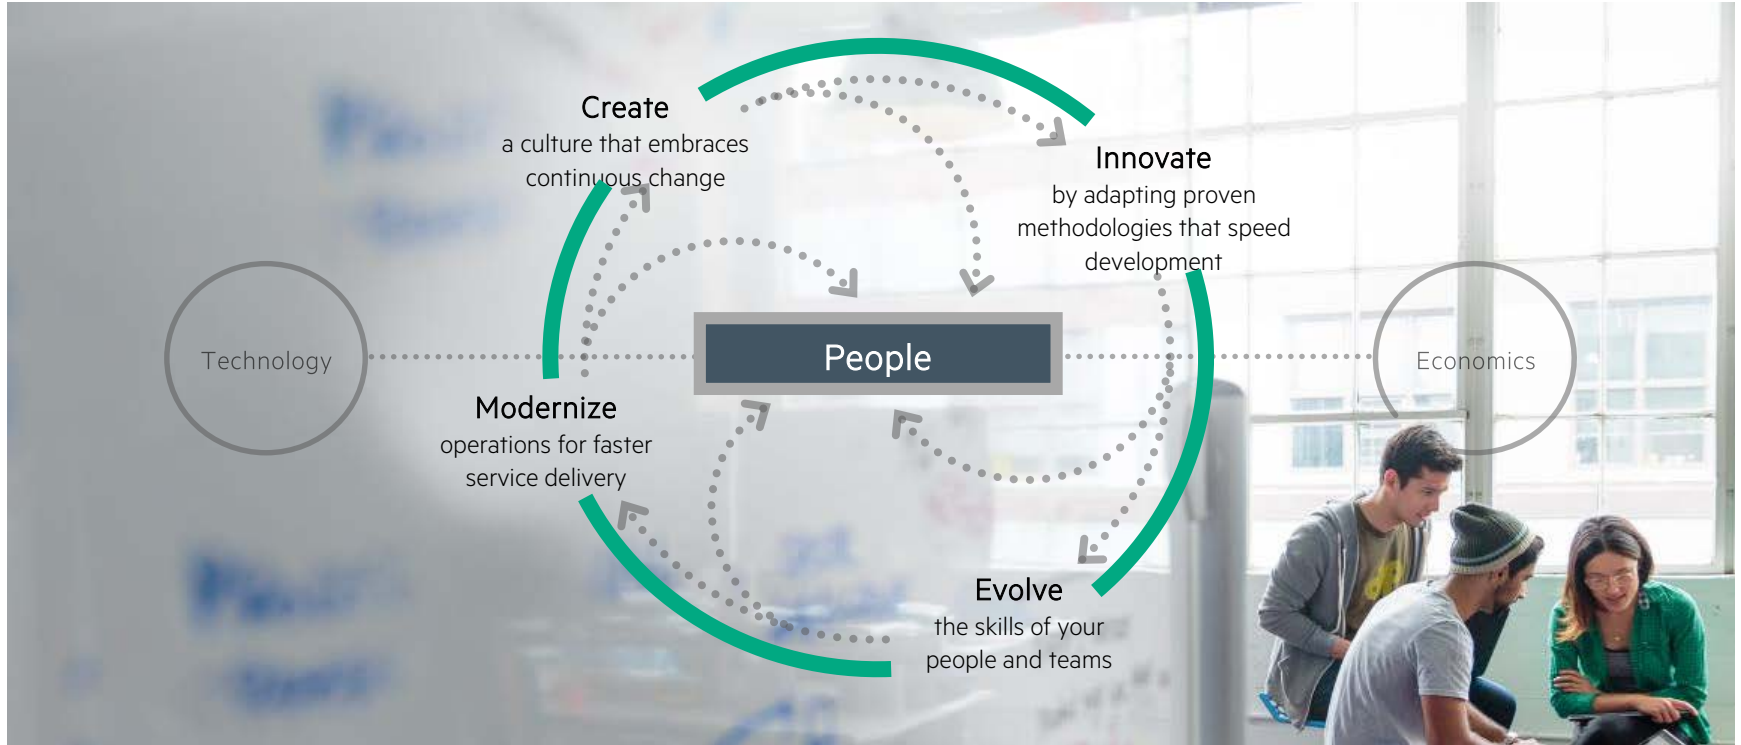 Create
a culture that embraces
continuous change
Innovate
by adapting proven
methodologies that speed
development
Technology
People
Economics
Modernize
operations for faster
service delivery
Evolve
the skills of your
people and teams